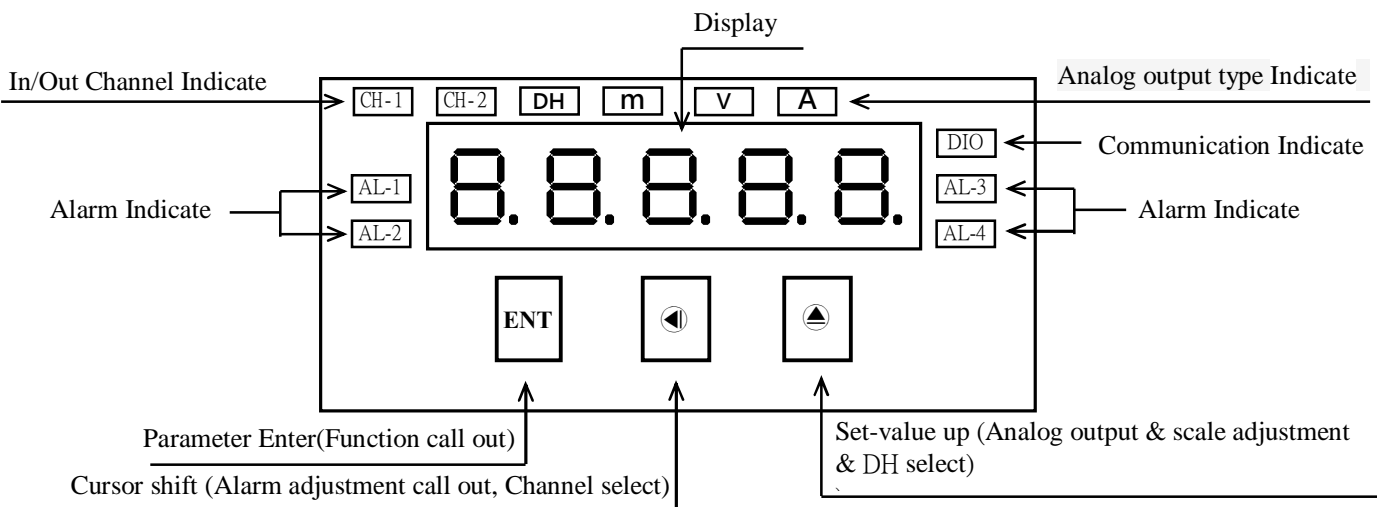 Display
In/Out Channel Indicate
Analog output type Indicate
CH-1 CH-2 DH m V A
8.8.8.8.8.
DIO
Communication Indicate
AL-1
AL-3
Alarm Indicate
Alarm Indicate
AL-2
AL-4
ENT
Parameter Enter(Function call out)
Set-value up (Analog output & scale adjustment
& DH select)
Cursor shift (Alarm adjustment call out, Channel select)
`